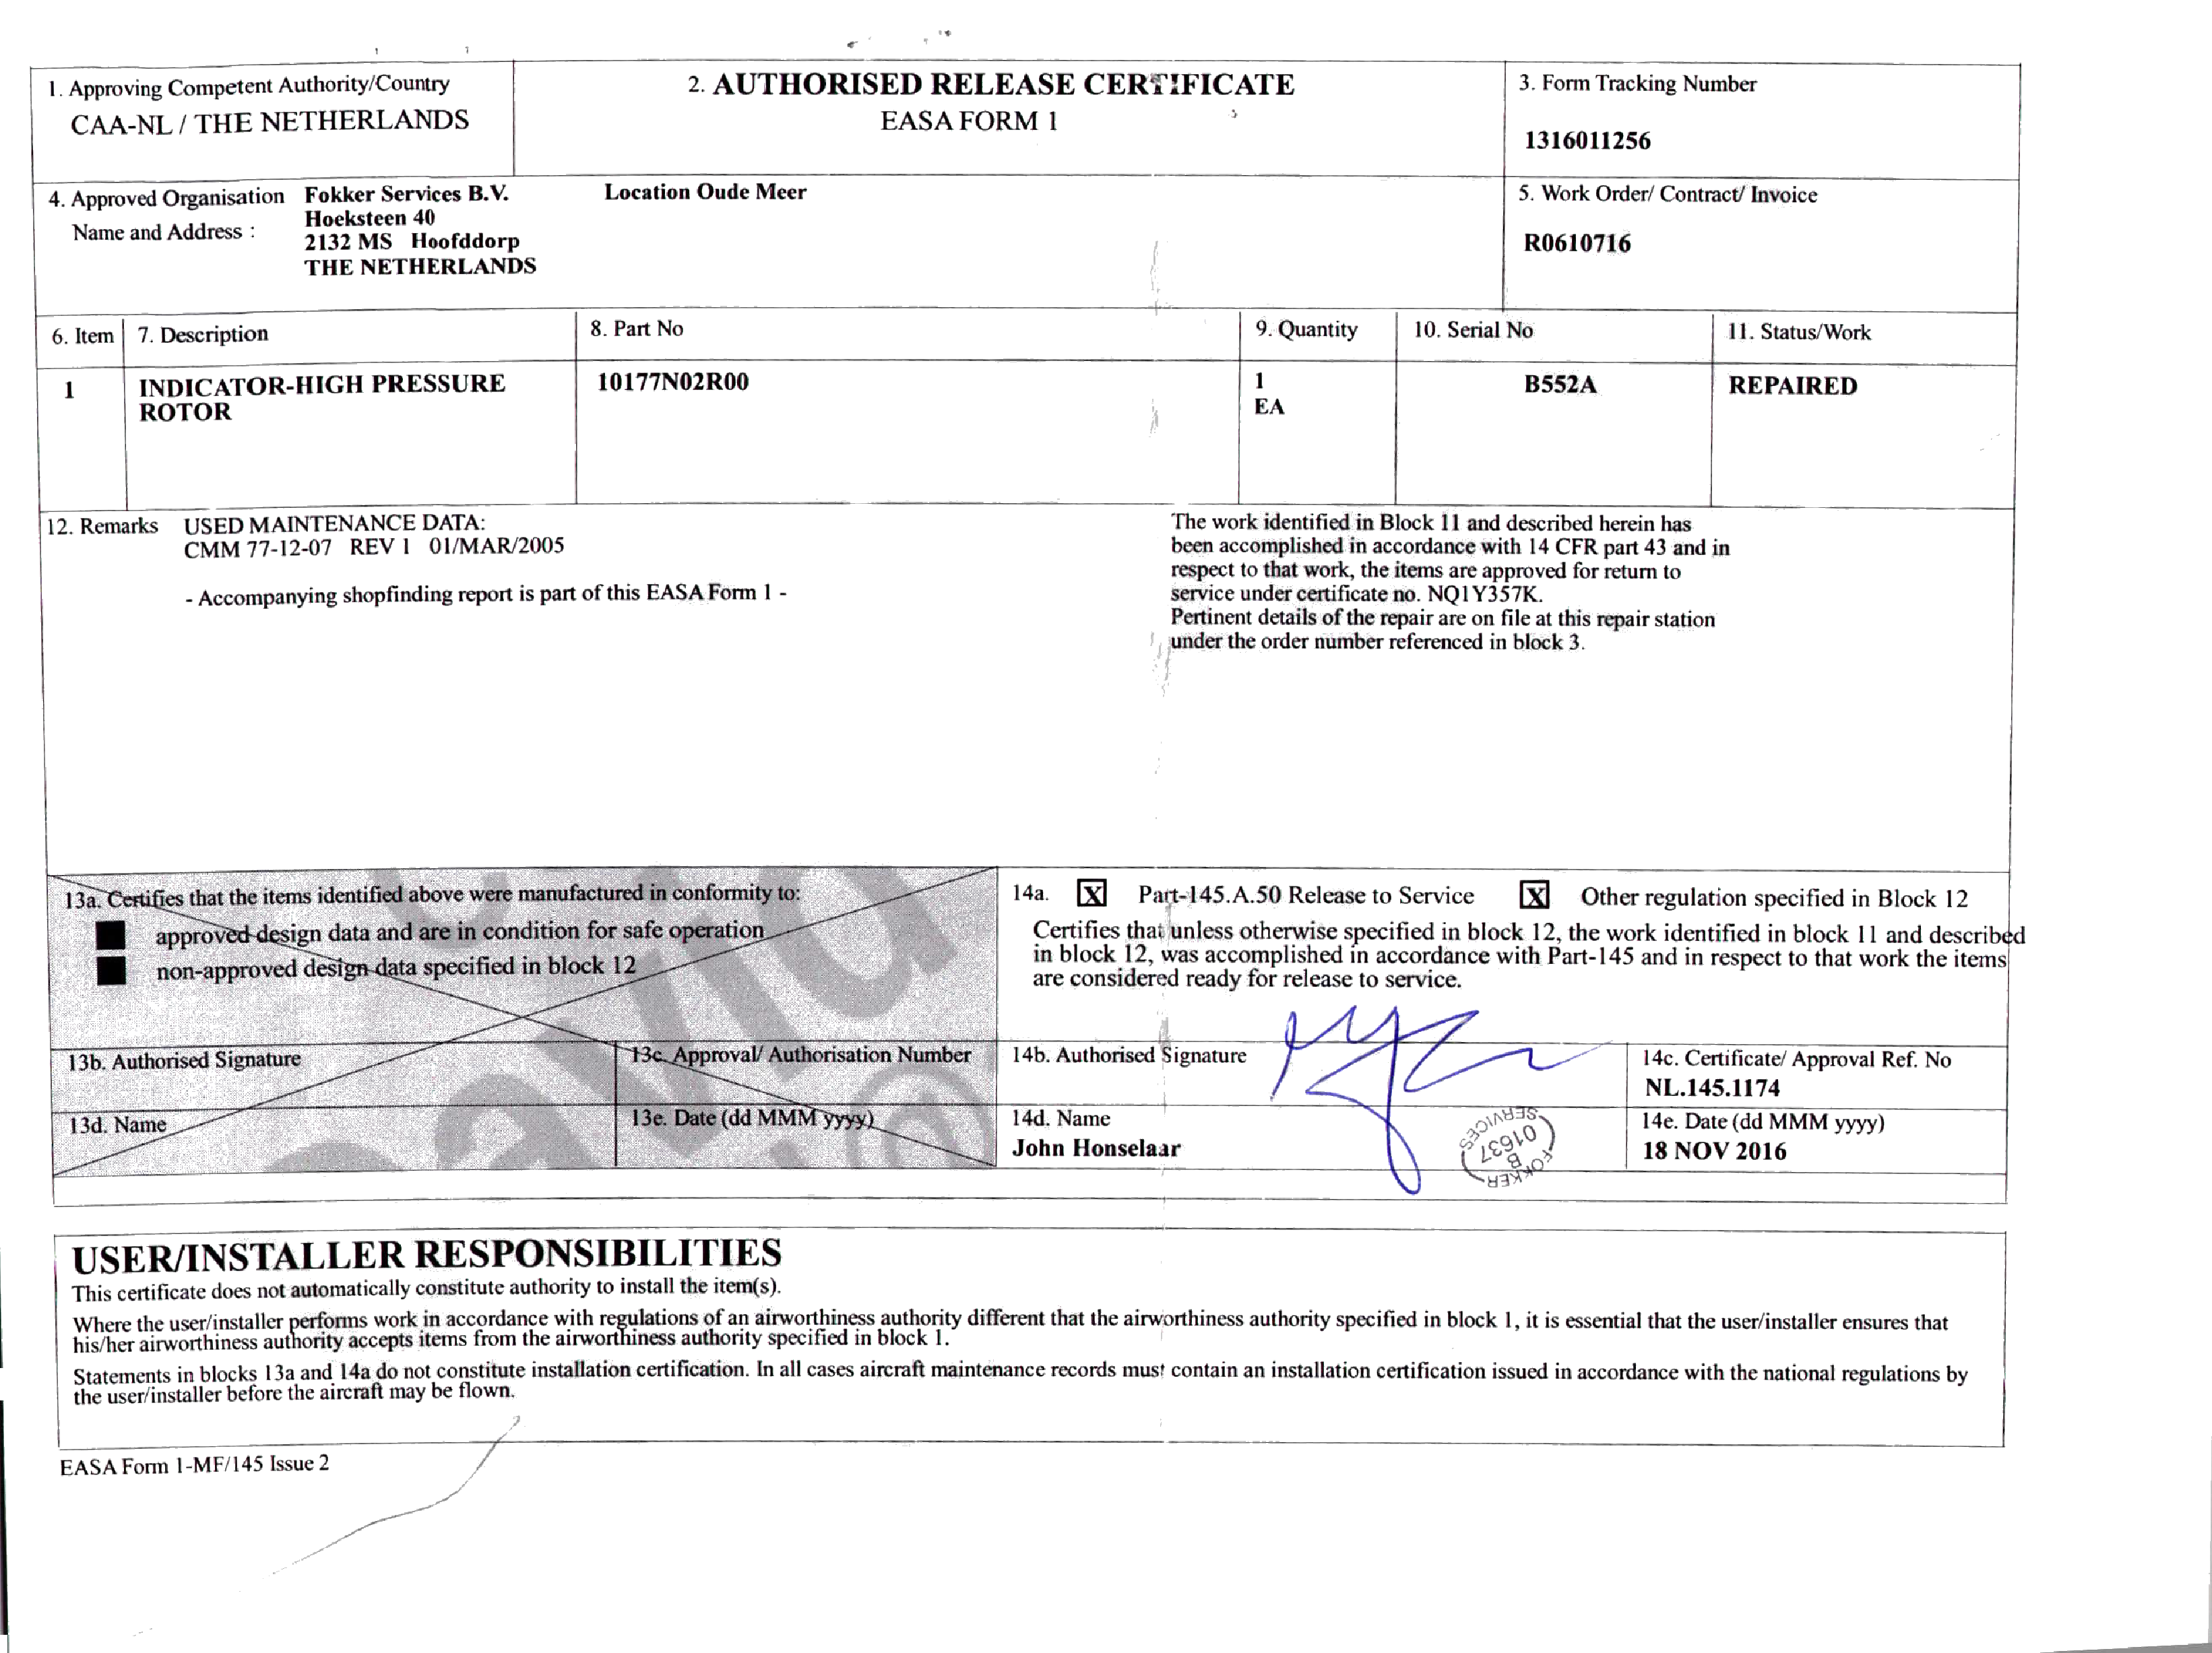 1. Approving Competent Authority/Country
CAA-NL / THE NETHERLANDS
2. AUTHORISED RELEASE CERTIFICATE
EASA FORM 1
3. Form Tracking Number
1316011256
4. Approved Organisation
Name and Address :
Fokker Services B.V.
Hoeksteen 40
2132 MS Hoofddorp
THE NETHERLANDS
Location Oude Meer
5. Work Order/ Contract/ Invoice
R0610716
6. Item
7. Description
8. Part No
9. Quantity
10. Serial No
11. Status/Work
1
INDICATOR-HIGH PRESSURE
ROTOR
10177N02R00
1
EA
B552A
REPAIRED
12. Remarks
USED MAINTENANCE DATA:
CMM 77-12-07 REV 1 01/MAR/2005
- Accompanying shopfinding report is part of this EASA Form 1 -
The work identified in Block 11 and described herein has
been accomplished in accordance with 14 CFR part 43 and in
respect to that work, the items are approved for return to
service under certificate no. NQ1Y357K.
Pertinent details of the repair are on file at this repair station
under the order number referenced in block 3.
13a. Certifies that the items identified above were manufactured in conformity to:
approved design data and are in condition for safe operation
non-approved design data specified in block 12
13b. Authorised Signature
13c. Approval/ Authorisation Number
13d. Name
13e. Date (dd MMM yyyy)
14a. X Part-145.A.50 Release to Service X Other regulation specified in Block 12
Certifies that unless otherwise specified in block 12, the work identified in block 11 and described
in block 12, was accomplished in accordance with Part-145 and in respect to that work the items
are considered ready for release to service.
14b. Authorised Signature
14c. Certificate/ Approval Ref. No
NL.145.1174
14d. Name
John Honselaar
FOKKER
B
01637
SERVICES
14e. Date (dd MMM yyyy)
18 NOV 2016
USER/INSTALLER RESPONSIBILITIES
This certificate does not automatically constitute authority to install the item(s).
Where the user/installer performs work in accordance with regulations of an airworthiness authority different that the airworthiness authority specified in block 1, it is essential that the user/installer ensures that
his/her airworthiness authority accepts items from the airworthiness authority specified in block 1.
Statements in blocks 13a and 14a do not constitute installation certification. In all cases aircraft maintenance records must contain an installation certification issued in accordance with the national regulations by
the user/installer before the aircraft may be flown.
EASA Form 1-MF/145 Issue 2